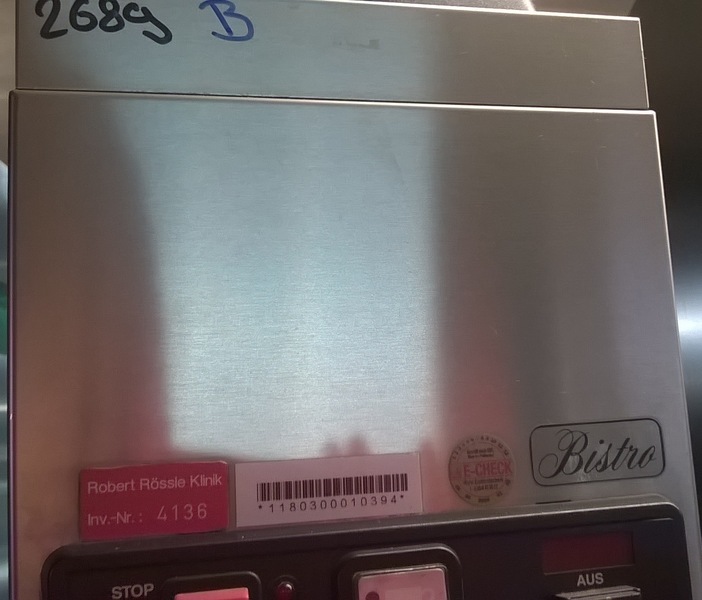 268g B
Robert Rössle Klinik
Inv.-Nr.: 4136
*1180300010394*
E-CHECK
Bistro
STOP
AUS